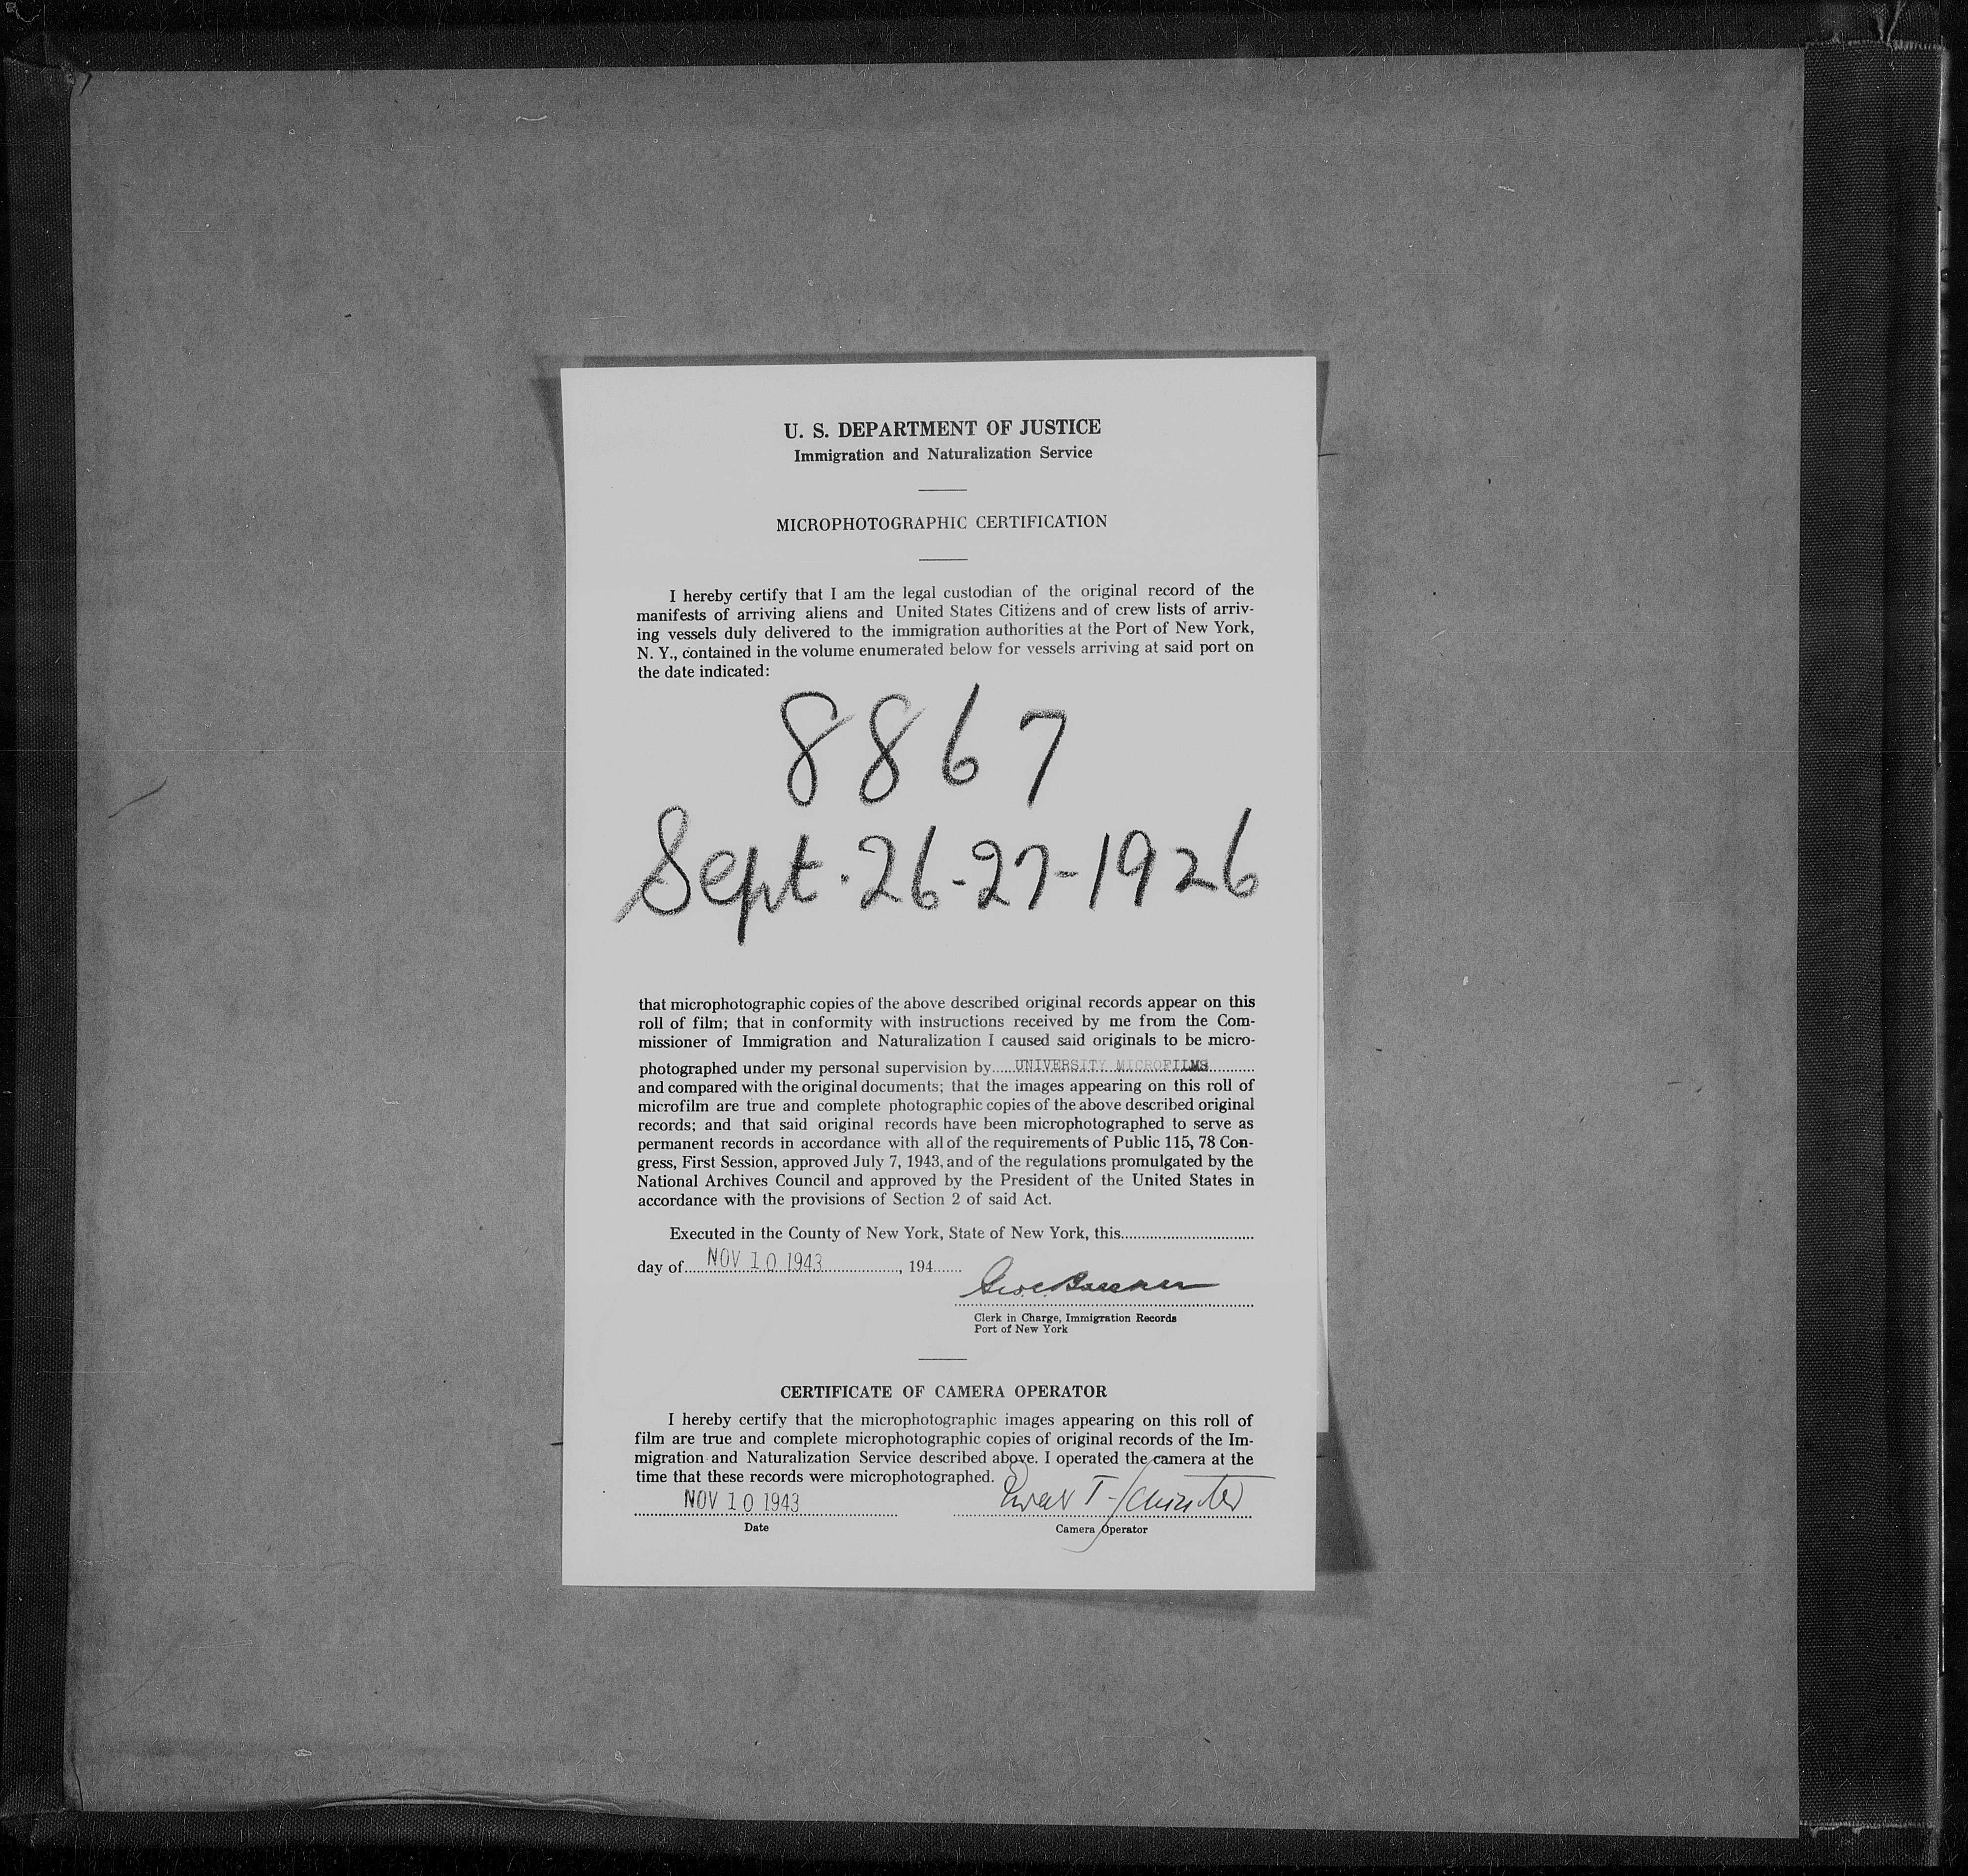 U. S. DEPARTMENT OF JUSTICE
Immigration and Naturalization Service
MICROPHOTOGRAPHIC CERTIFICATION
I hereby certify that I am the legal custodian of the original record of the
manifests of arriving aliens and United States Citizens and of crew lists of arriv-
ing vessels duly delivered to the immigration authorities at the Port of New York,
N. Y., contained in the volume enumerated below for vessels arriving at said port on
the date indicated:
8867
Sept. 26-27-1926
that microphotographic copies of the above described original records appear on this
roll of film; that in conformity with instructions received by me from the Com-
missioner of Immigration and Naturalization I caused said originals to be micro-
photographed under my personal supervision by UNIVERSITY MICROFILMS
and compared with the original documents; that the images appearing on this roll of
microfilm are true and complete photographic copies of the above described original
records; and that said original records have been microphotographed to serve as
permanent records in accordance with all of the requirements of Public 115, 78 Con-
gress, First Session, approved July 7, 1943, and of the regulations promulgated by the
National Archives Council and approved by the President of the United States in
accordance with the provisions of Section 2 of said Act.
Executed in the County of New York, State of New York, this
day of NOV 10 1943, 194
Clerk in Charge, Immigration Records
Port of New York
CERTIFICATE OF CAMERA OPERATOR
I hereby certify that the microphotographic images appearing on this roll of
film are true and complete microphotographic copies of original records of the Im-
migration and Naturalization Service described above. I operated the camera at the
time that these records were microphotographed.
NOV 10 1943
Date
Camera Operator